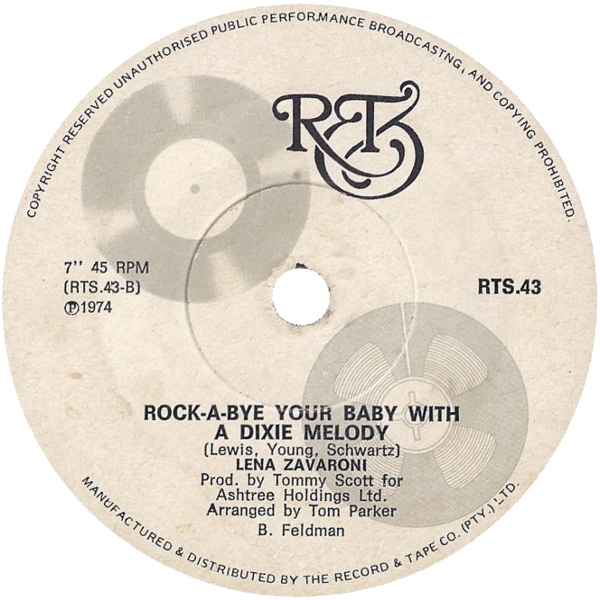 COPYRIGHT RESERVED UNAUTHORISED PUBLIC PERFORMANCE BROADCASTNG, AND COPYING PROHIBITED.
R&T
7'' 45 RPM
(RTS.43-B)
Ⓟ1974
RTS.43
ROCK-A-BYE YOUR BABY WITH
A DIXIE MELODY
(Lewis, Young, Schwartz)
LENA ZAVARONI
Prod. by Tommy Scott for
Ashtree Holdings Ltd.
Arranged by Tom Parker
B. Feldman
MANUFACTURED & DISTRIBUTED BY THE RECORD & TAPE CO. (PTY.) LTD.